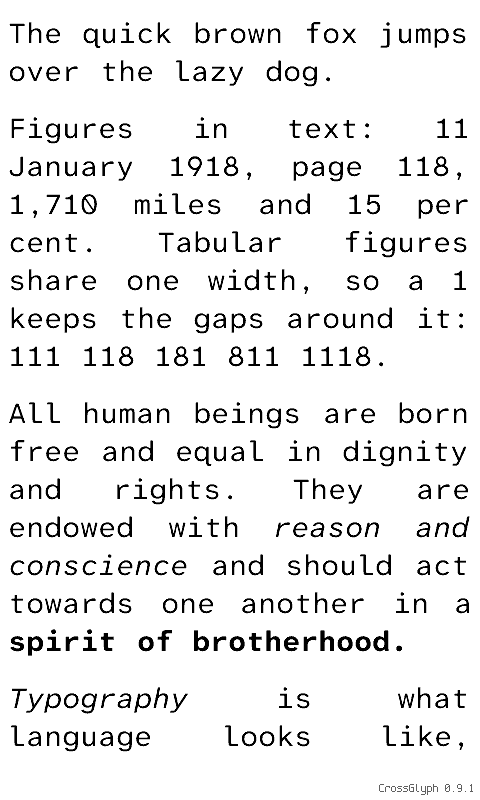 The quick brown fox jumps
over the lazy dog.
Figures in text: 11
January 1918, page 118,
1,710 miles and 15 per
cent. Tabular figures
share one width, so a 1
keeps the gaps around it:
111 118 181 811 1118.
All human beings are born
free and equal in dignity
and rights. They are
endowed with reason and
conscience and should act
towards one another in a
spirit of brotherhood.
Typography is what
language looks like,
CrossGlyph 0.9.1